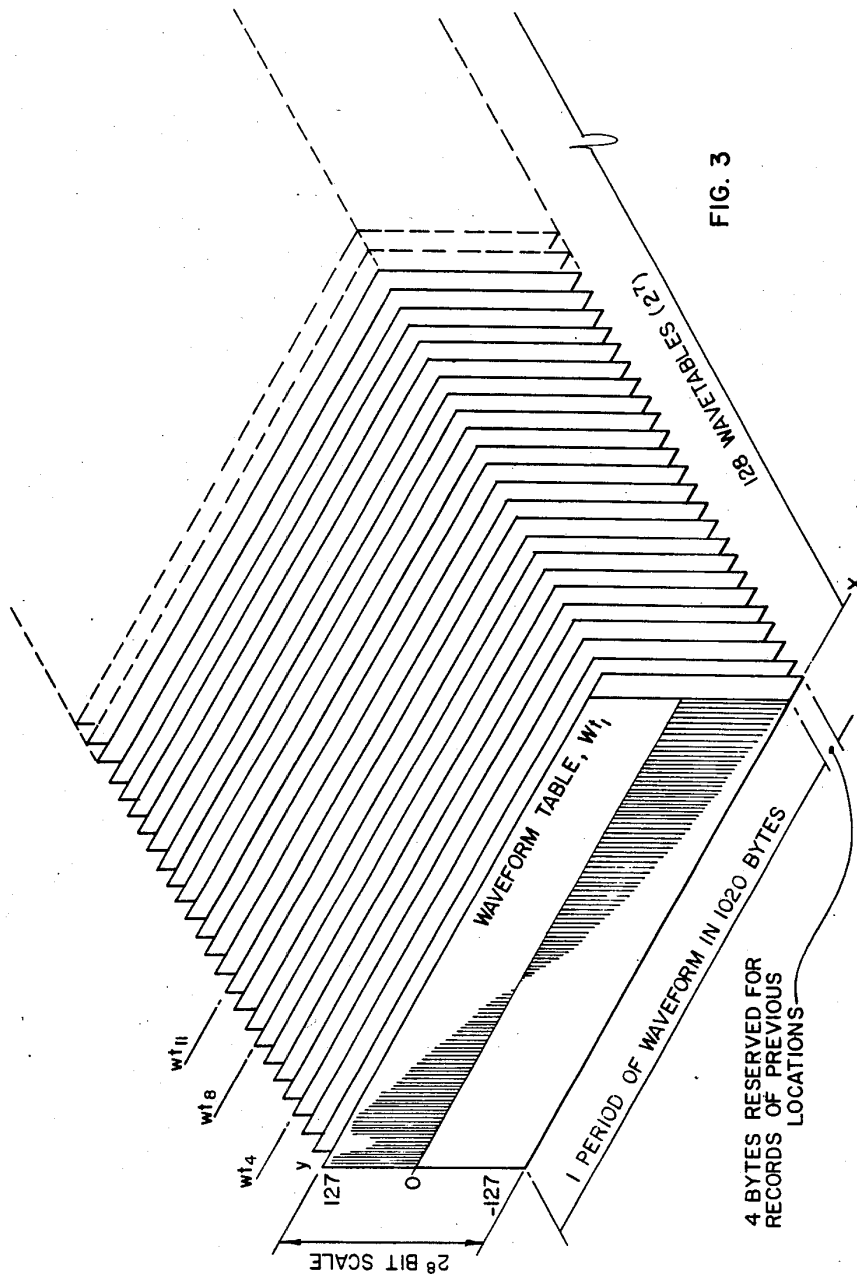 wt₄
wt₈
wt₁₁
y
127
0
-127
2⁸ BIT SCALE
WAVEFORM TABLE, Wt₁
1 PERIOD OF WAVEFORM IN 1020 BYTES
4 BYTES RESERVED FOR
RECORDS OF PREVIOUS
LOCATIONS
X
128 WAVETABLES (2⁷)
FIG. 3